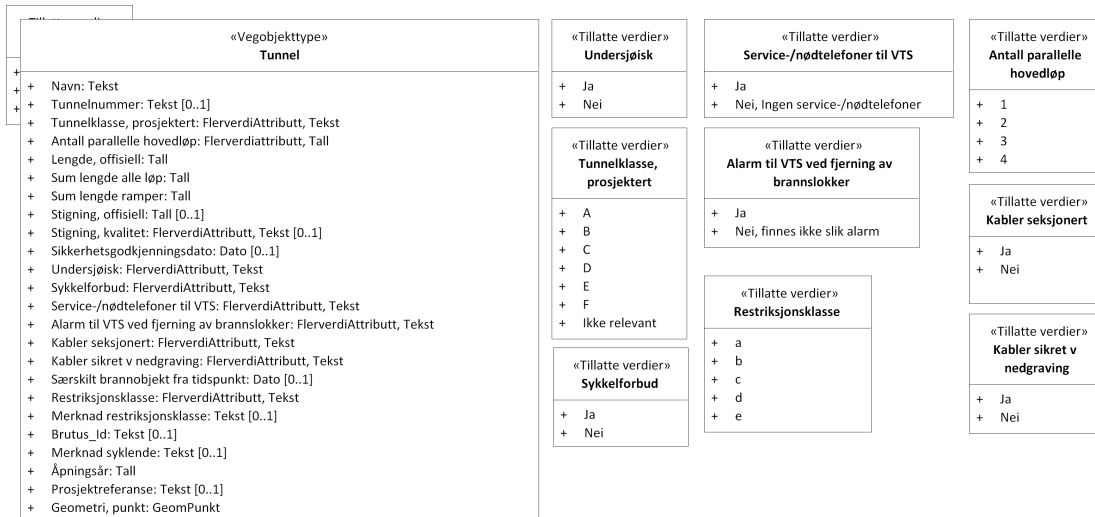 «Vegobjekttype»
Tunnel
+ Navn: Tekst
+ Tunnelnummer: Tekst [0..1]
+ Tunnelklasse, prosjektert: FlerverdiAttributt, Tekst
+ Antall parallelle hovedløp: Flerverdiattributt, Tall
+ Lengde, offisiell: Tall
+ Sum lengde alle løp: Tall
+ Sum lengde ramper: Tall
+ Stigning, offisiell: Tall [0..1]
+ Stigning, kvalitet: FlerverdiAttributt, Tekst [0..1]
+ Sikkerhetsgodkjenningsdato: Dato [0..1]
+ Undersjøisk: FlerverdiAttributt, Tekst
+ Sykkelforbud: FlerverdiAttributt, Tekst
+ Service-/nødtelefoner til VTS: FlerverdiAttributt, Tekst
+ Alarm til VTS ved fjerning av brannslokker: FlerverdiAttributt, Tekst
+ Kabler seksjonert: FlerverdiAttributt, Tekst
+ Kabler sikret v nedgraving: FlerverdiAttributt, Tekst
+ Særskilt brannobjekt fra tidspunkt: Dato [0..1]
+ Restriksjonsklasse: FlerverdiAttributt, Tekst
+ Merknad restriksjonsklasse: Tekst [0..1]
+ Brutus_Id: Tekst [0..1]
+ Merknad syklende: Tekst [0..1]
+ Åpningsår: Tall
+ Prosjektreferanse: Tekst [0..1]
+ Geometri, punkt: GeomPunkt
«Tillatte verdier»
Undersjøisk
+ Ja
+ Nei
«Tillatte verdier»
Tunnelklasse,
prosjektert
+ A
+ B
+ C
+ D
+ E
+ F
+ Ikke relevant
«Tillatte verdier»
Sykkelforbud
+ Ja
+ Nei
«Tillatte verdier»
Service-/nødtelefoner til VTS
+ Ja
+ Nei, Ingen service-/nødtelefoner
«Tillatte verdier»
Alarm til VTS ved fjerning av
brannslokker
+ Ja
+ Nei, finnes ikke slik alarm
«Tillatte verdier»
Restriksjonsklasse
+ a
+ b
+ c
+ d
+ e
«Tillatte verdier»
Antall parallelle
hovedløp
+ 1
+ 2
+ 3
+ 4
«Tillatte verdier»
Kabler seksjonert
+ Ja
+ Nei
«Tillatte verdier»
Kabler sikret v
nedgraving
+ Ja
+ Nei